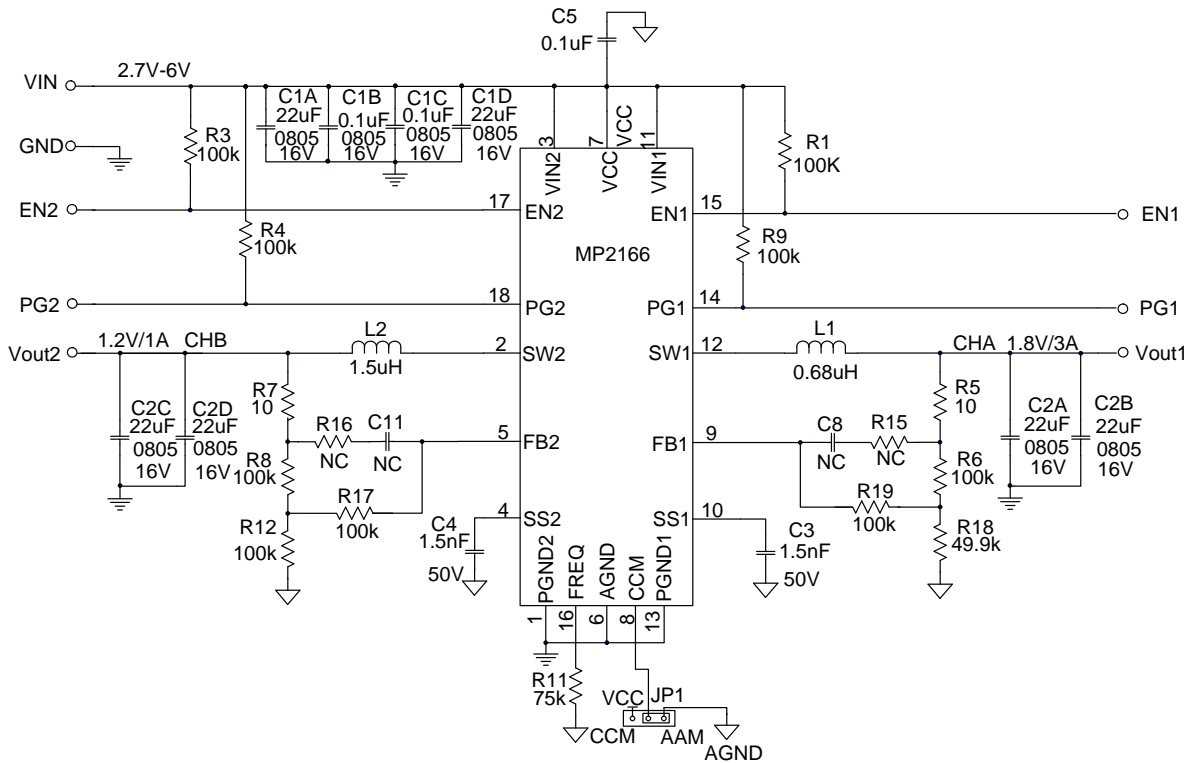 C5
0.1uF
VIN
2.7V-6V
GND
R3
100k
C1A
22uF
0805
16V
C1B
0.1uF
0805
16V
C1C
0.1uF
0805
16V
C1D
22uF
0805
16V
3
VIN2
7
VCC
VCC
11
VIN1
R1
100K
EN2
17
EN2
EN1
15
EN1
R4
100k
MP2166
R9
100k
PG2
18
PG2
PG1
14
PG1
Vout2
1.2V/1A
CHB
L2
1.5uH
2
SW2
SW1
12
L1
0.68uH
CHA
1.8V/3A
Vout1
C2C
22uF
0805
16V
C2D
22uF
0805
16V
R7
10
R16
NC
C11
NC
5
FB2
FB1
9
C8
NC
R15
NC
R5
10
C2A
22uF
0805
16V
C2B
22uF
0805
16V
R8
100k
R17
100k
R6
100k
R19
100k
R12
100k
C4
1.5nF
50V
4
SS2
SS1
10
C3
1.5nF
50V
R18
49.9k
PGND2
FREQ
AGND
CCM
PGND1
1
16
6
8
13
R11
75k
VCC
JP1
CCM
AAM
AGND